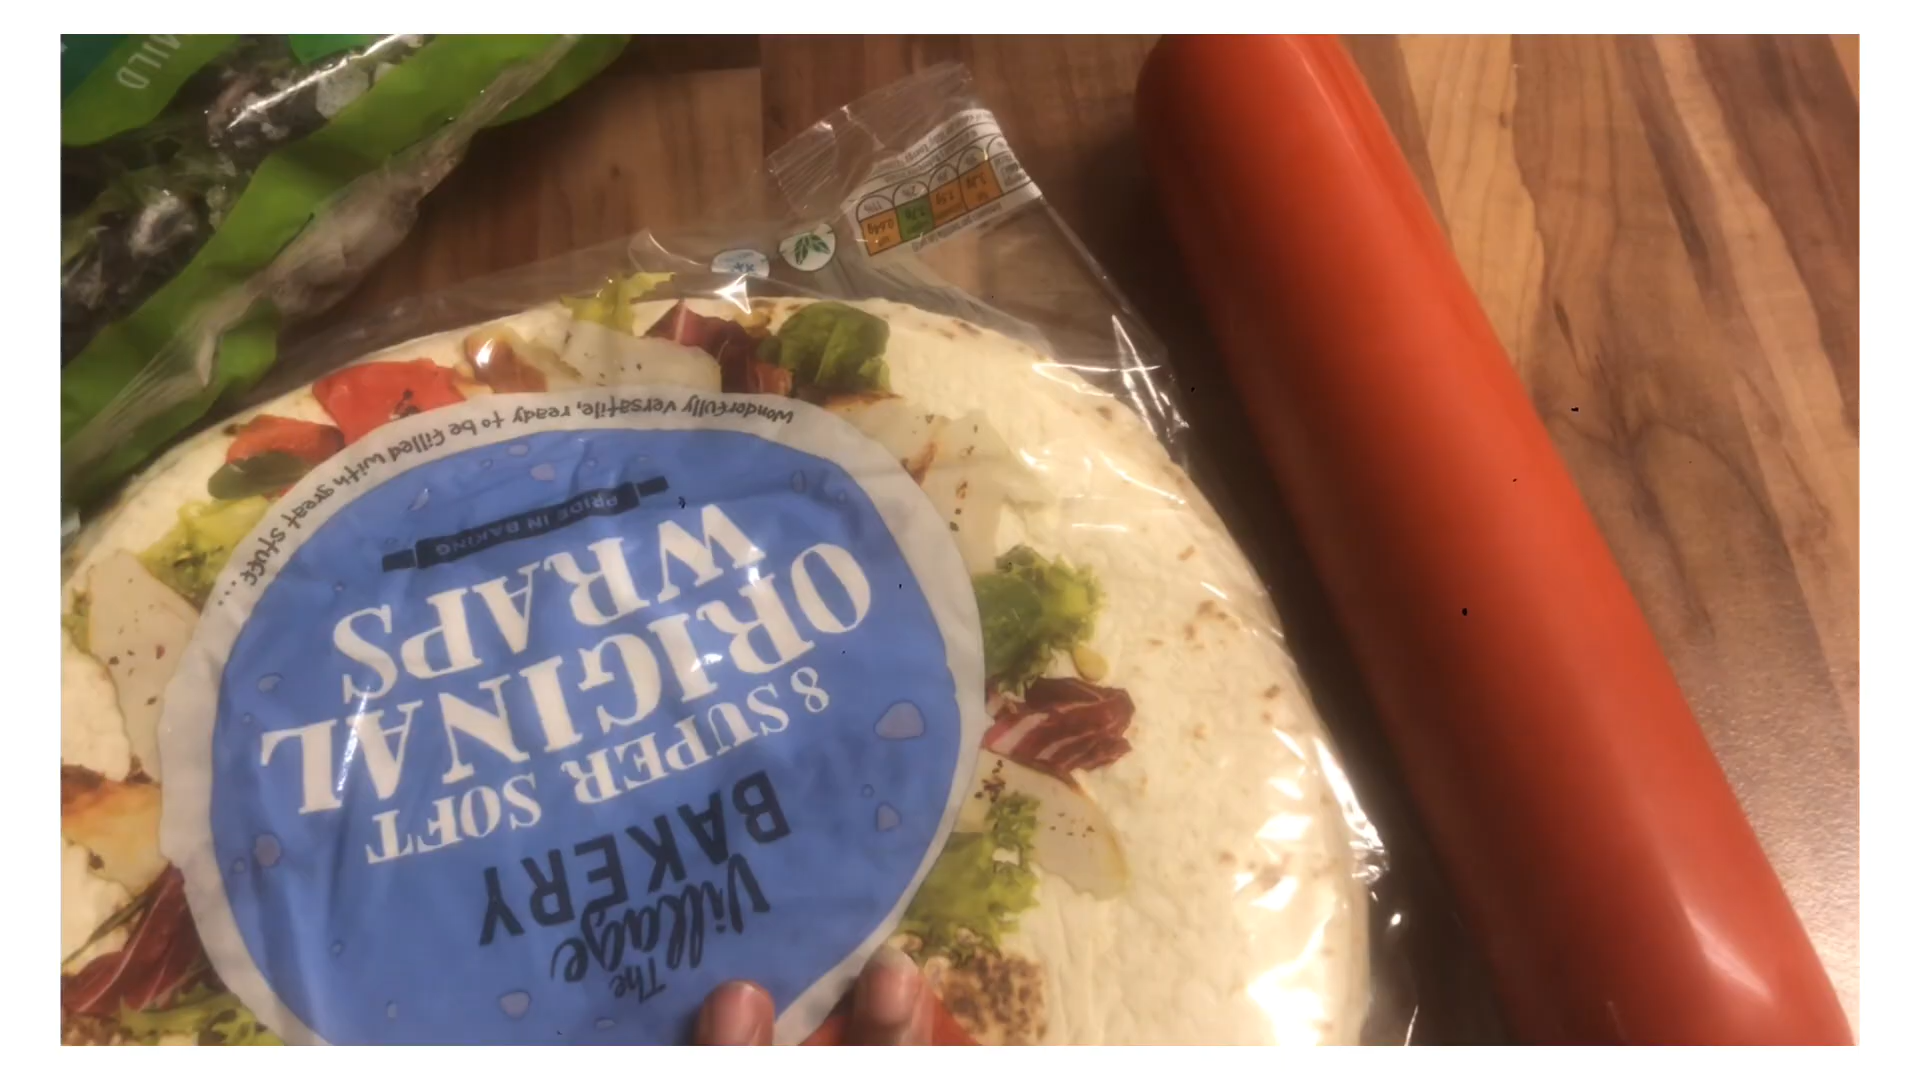 The
Village
BAKERY
8 SUPER SOFT
ORIGINAL
WRAPS
PRIDE IN BAKING
Wonderfully versatile, ready to be filled with great stuff...
MILD